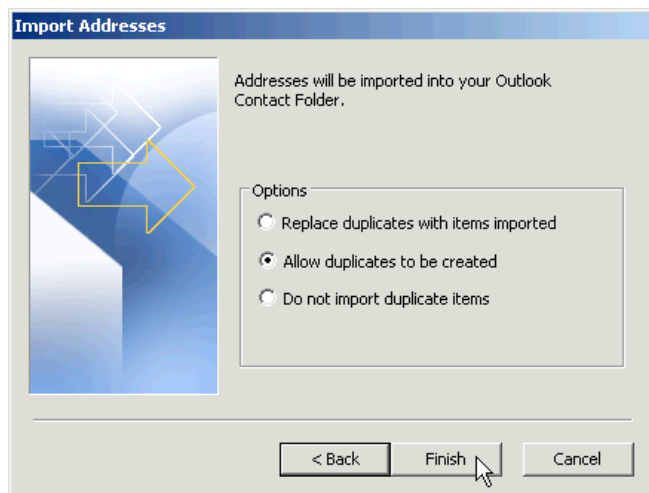 Import Addresses
Addresses will be imported into your Outlook
Contact Folder.
Options
Replace duplicates with items imported
Allow duplicates to be created
Do not import duplicate items
< Back
Finish
Cancel